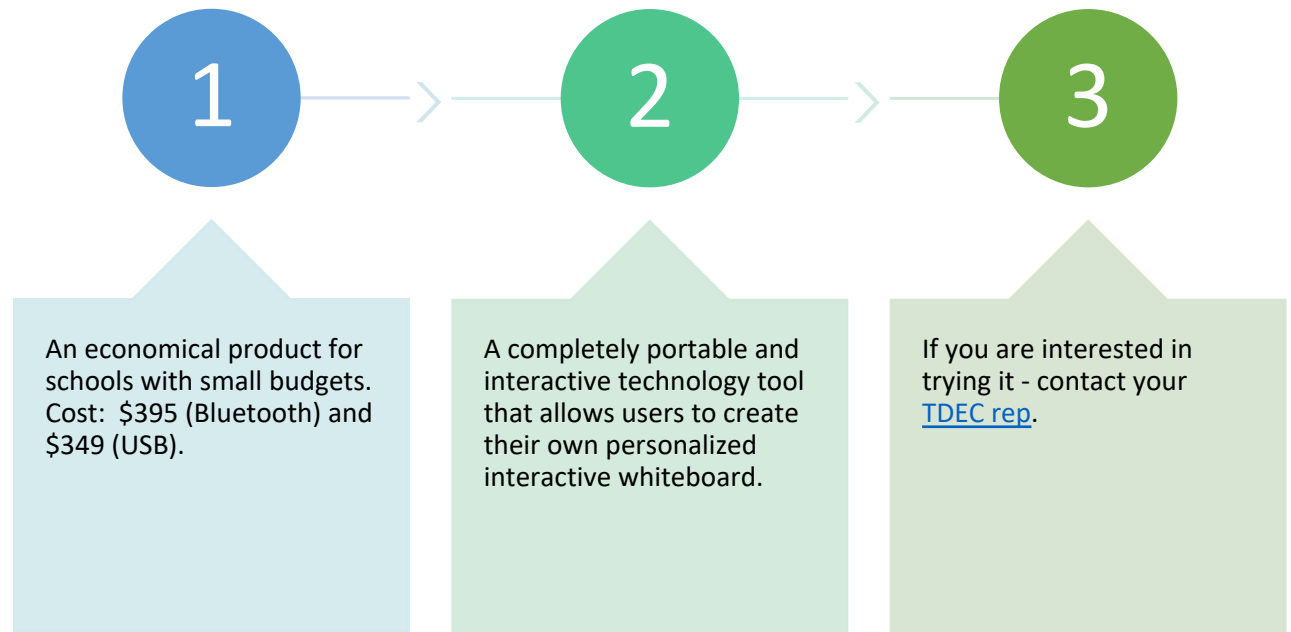 1
2
3
An economical product for
schools with small budgets.
Cost:  $395 (Bluetooth) and
$349 (USB).
A completely portable and
interactive technology tool
that allows users to create
their own personalized
interactive whiteboard.
If you are interested in
trying it - contact your
TDEC rep.